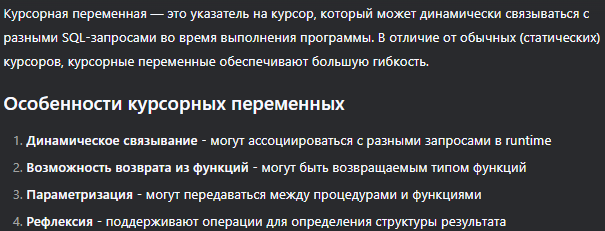 Курсорная переменная — это указатель на курсор, который может динамически связываться с
разными SQL-запросами во время выполнения программы. В отличие от обычных (статических)
курсоров, курсорные переменные обеспечивают большую гибкость.
Особенности курсорных переменных
1. Динамическое связывание - могут ассоциироваться с разными запросами в runtime
2. Возможность возврата из функций - могут быть возвращаемым типом функций
3. Параметризация - могут передаваться между процедурами и функциями
4. Рефлексия - поддерживают операции для определения структуры результата